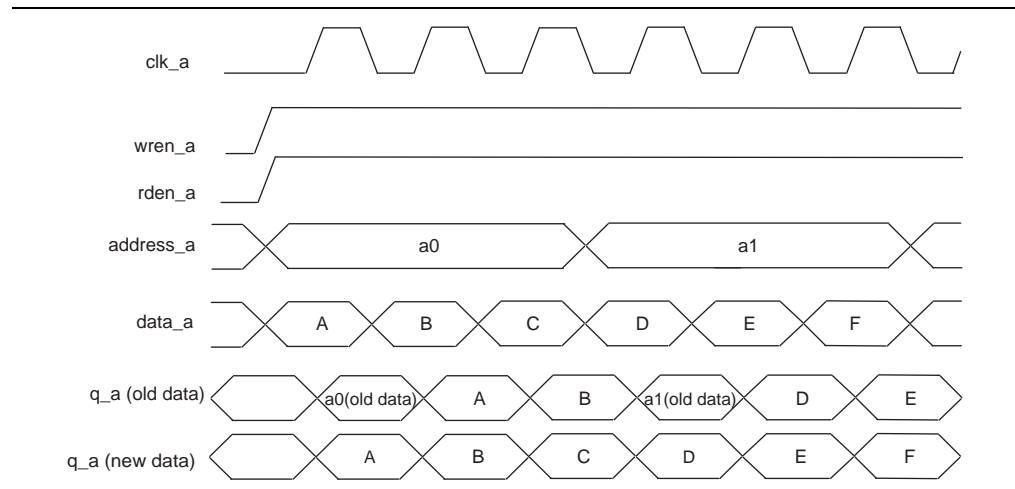 clk_a
wren_a
rden_a
address_a a0 a1
data_a A B C D E F
q_a (old data) a0(old data) A B a1(old data) D E
q_a (new data) A B C D E F